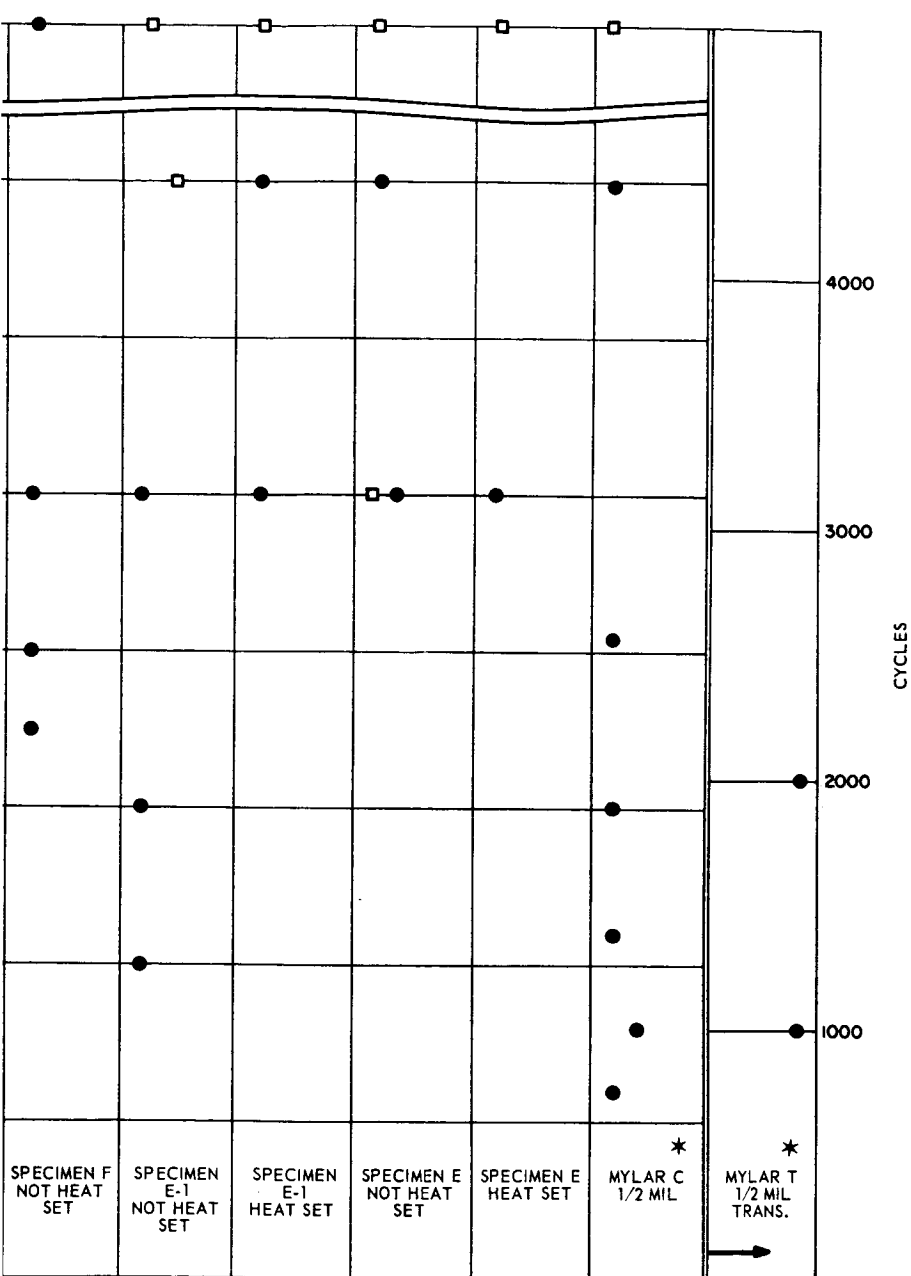 4000
3000
CYCLES
2000
1000
SPECIMEN F
NOT HEAT
SET
SPECIMEN
E-1
NOT HEAT
SET
SPECIMEN
E-1
HEAT SET
SPECIMEN E
NOT HEAT
SET
SPECIMEN E
HEAT SET
*
MYLAR C
1/2 MIL
*
MYLAR T
1/2 MIL
TRANS.